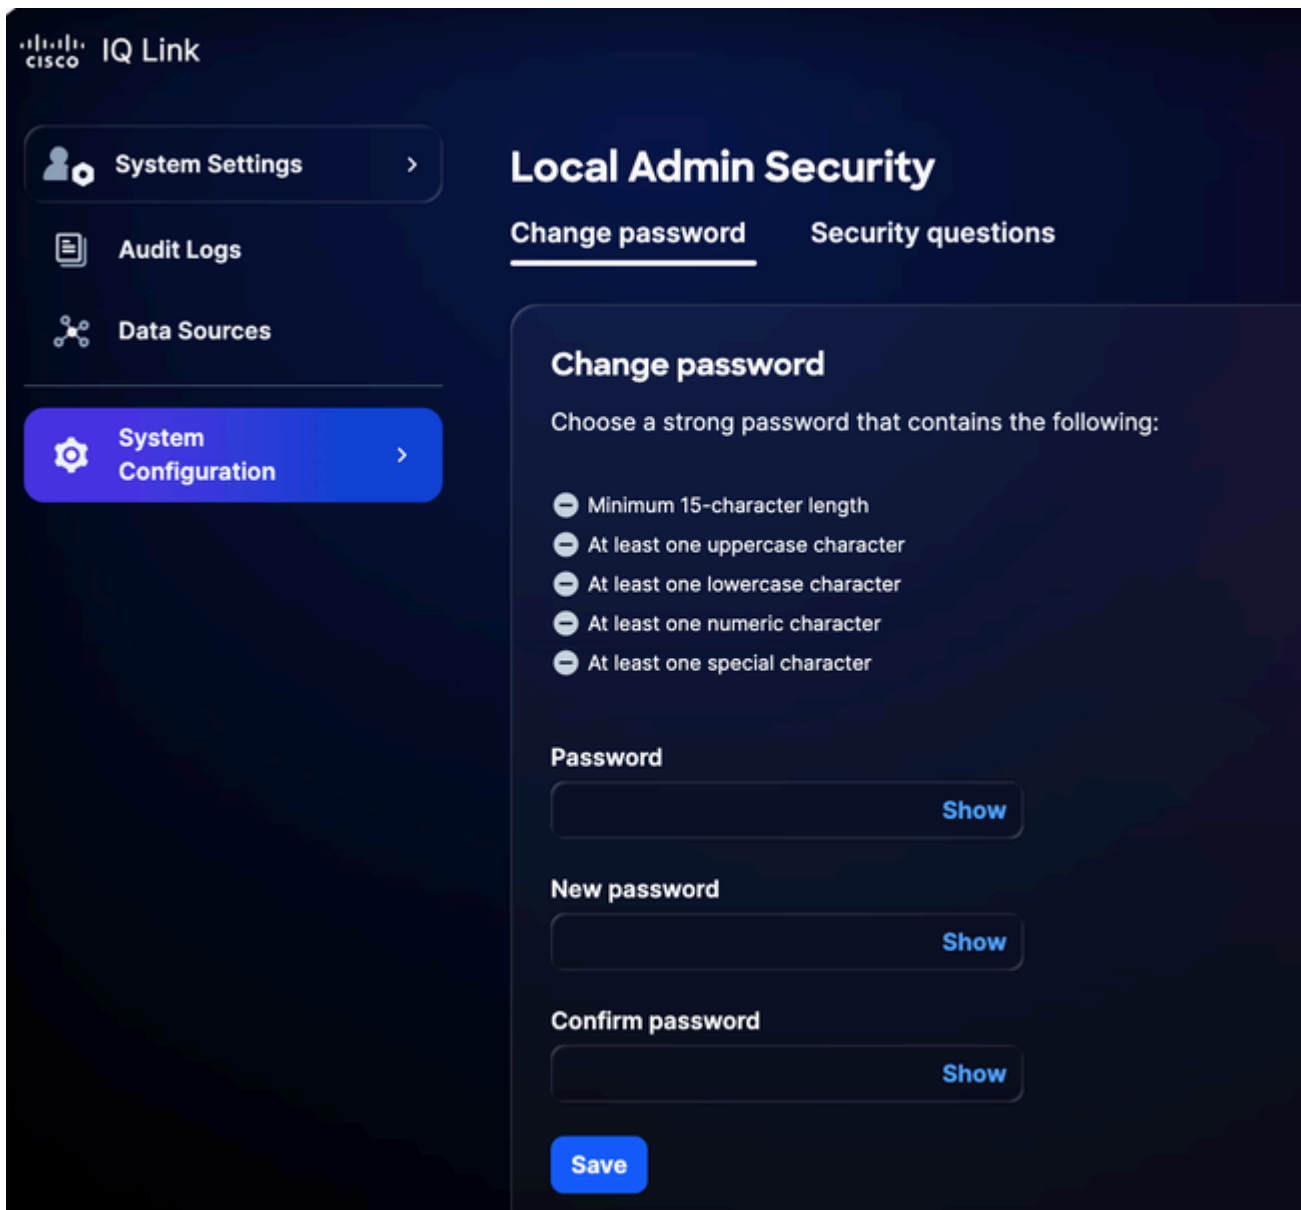 cisco IQ Link
System Settings
Audit Logs
Data Sources
System
Configuration
Local Admin Security
Change password Security questions
Change password
Choose a strong password that contains the following:
Minimum 15-character length
At least one uppercase character
At least one lowercase character
At least one numeric character
At least one special character
Password
Show
New password
Show
Confirm password
Show
Save